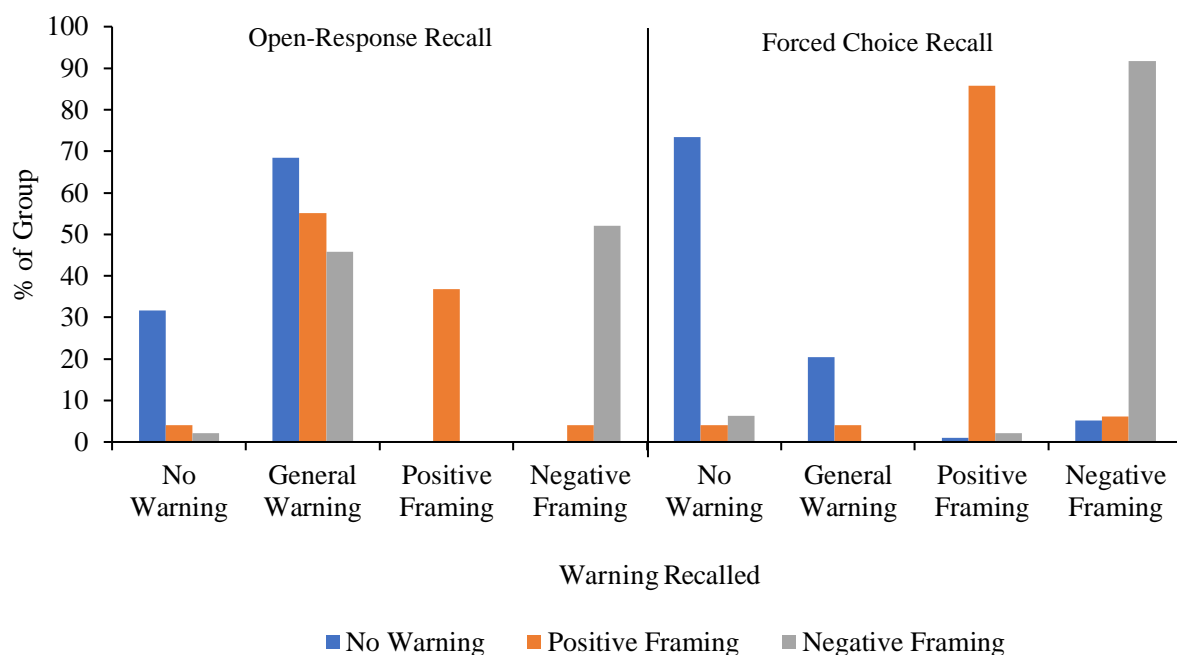 Open-Response Recall
Forced Choice Recall
% of Group
100
90
80
70
60
50
40
30
20
10
0
No Warning
General Warning
Positive Framing
Negative Framing
No Warning
General Warning
Positive Framing
Negative Framing
Warning Recalled
No Warning
Positive Framing
Negative Framing